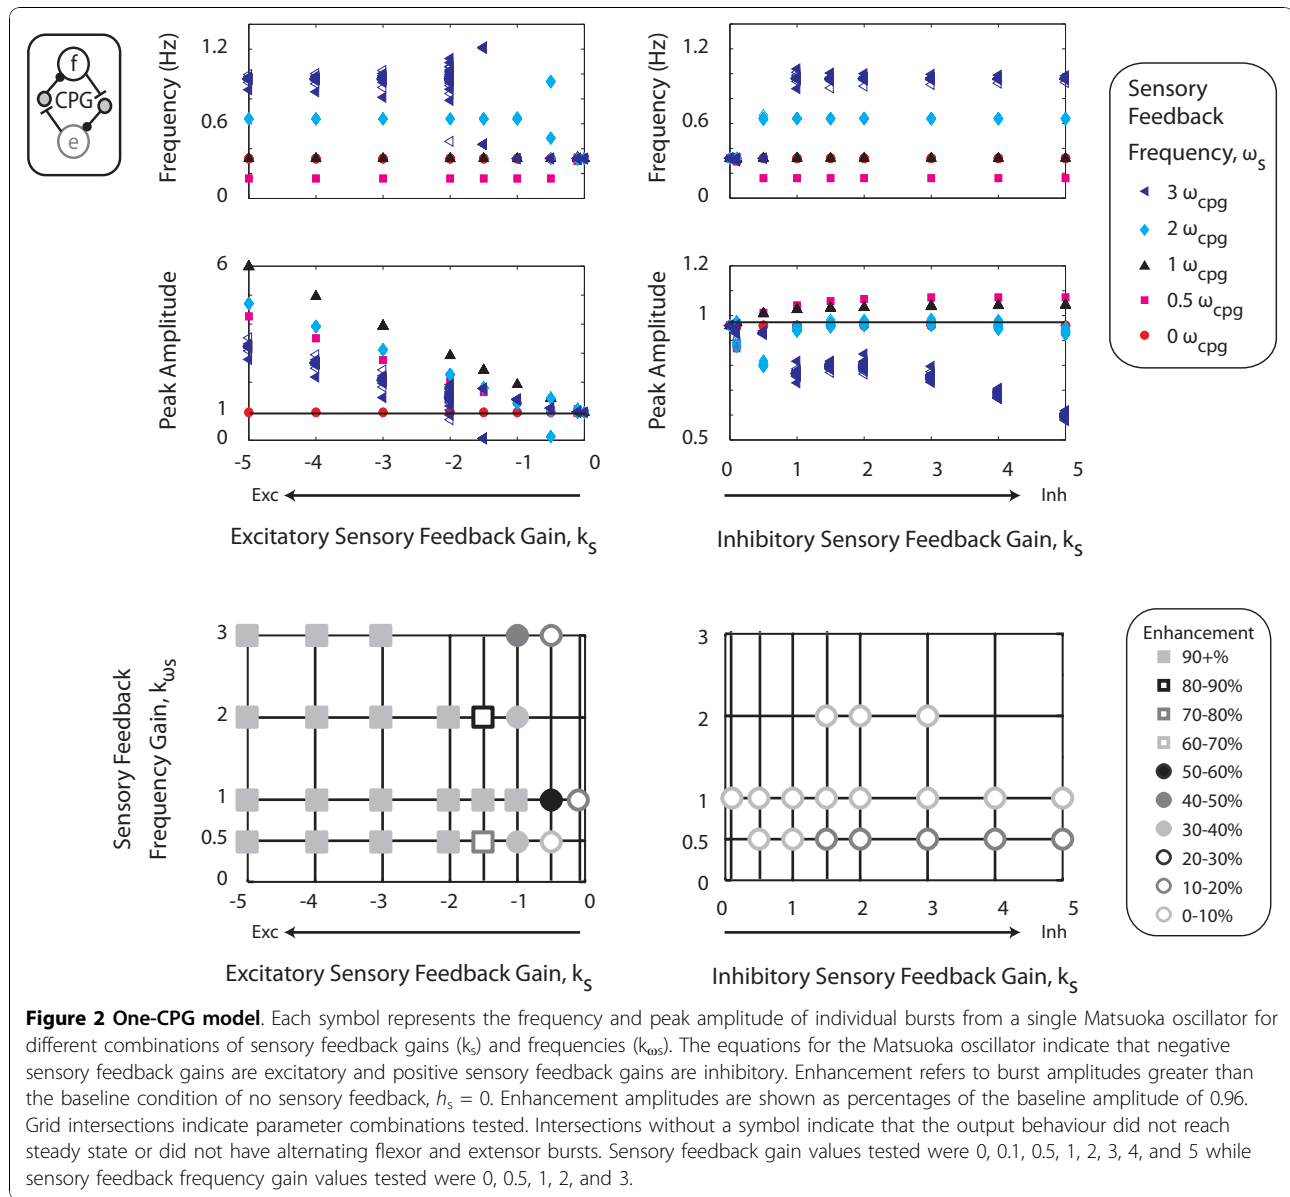 f
CPG
e
Frequency (Hz)
1.2
0.6
0
Frequency (Hz)
1.2
0.6
0
Peak Amplitude
6
1
0
-5 -4 -3 -2 -1 0
Exc
Excitatory Sensory Feedback Gain, ks
Peak Amplitude
1.2
1
0.5
0 1 2 3 4 5
Inh
Inhibitory Sensory Feedback Gain, ks
Sensory
Feedback
Frequency, ωs
3 ωcpg
2 ωcpg
1 ωcpg
0.5 ωcpg
0 ωcpg
Sensory Feedback
Frequency Gain, kωs
3
2
1
0.5
0
-5 -4 -3 -2 -1 0
Exc
Excitatory Sensory Feedback Gain, ks
3
2
1
0.5
0
0 1 2 3 4 5
Inh
Inhibitory Sensory Feedback Gain, ks
Enhancement
90+%
80-90%
70-80%
60-70%
50-60%
40-50%
30-40%
20-30%
10-20%
0-10%
Figure 2 One-CPG model. Each symbol represents the frequency and peak amplitude of individual bursts from a single Matsuoka oscillator for
different combinations of sensory feedback gains (ks) and frequencies (kωs). The equations for the Matsuoka oscillator indicate that negative
sensory feedback gains are excitatory and positive sensory feedback gains are inhibitory. Enhancement refers to burst amplitudes greater than
the baseline condition of no sensory feedback, hs = 0. Enhancement amplitudes are shown as percentages of the baseline amplitude of 0.96.
Grid intersections indicate parameter combinations tested. Intersections without a symbol indicate that the output behaviour did not reach
steady state or did not have alternating flexor and extensor bursts. Sensory feedback gain values tested were 0, 0.1, 0.5, 1, 2, 3, 4, and 5 while
sensory feedback frequency gain values tested were 0, 0.5, 1, 2, and 3.